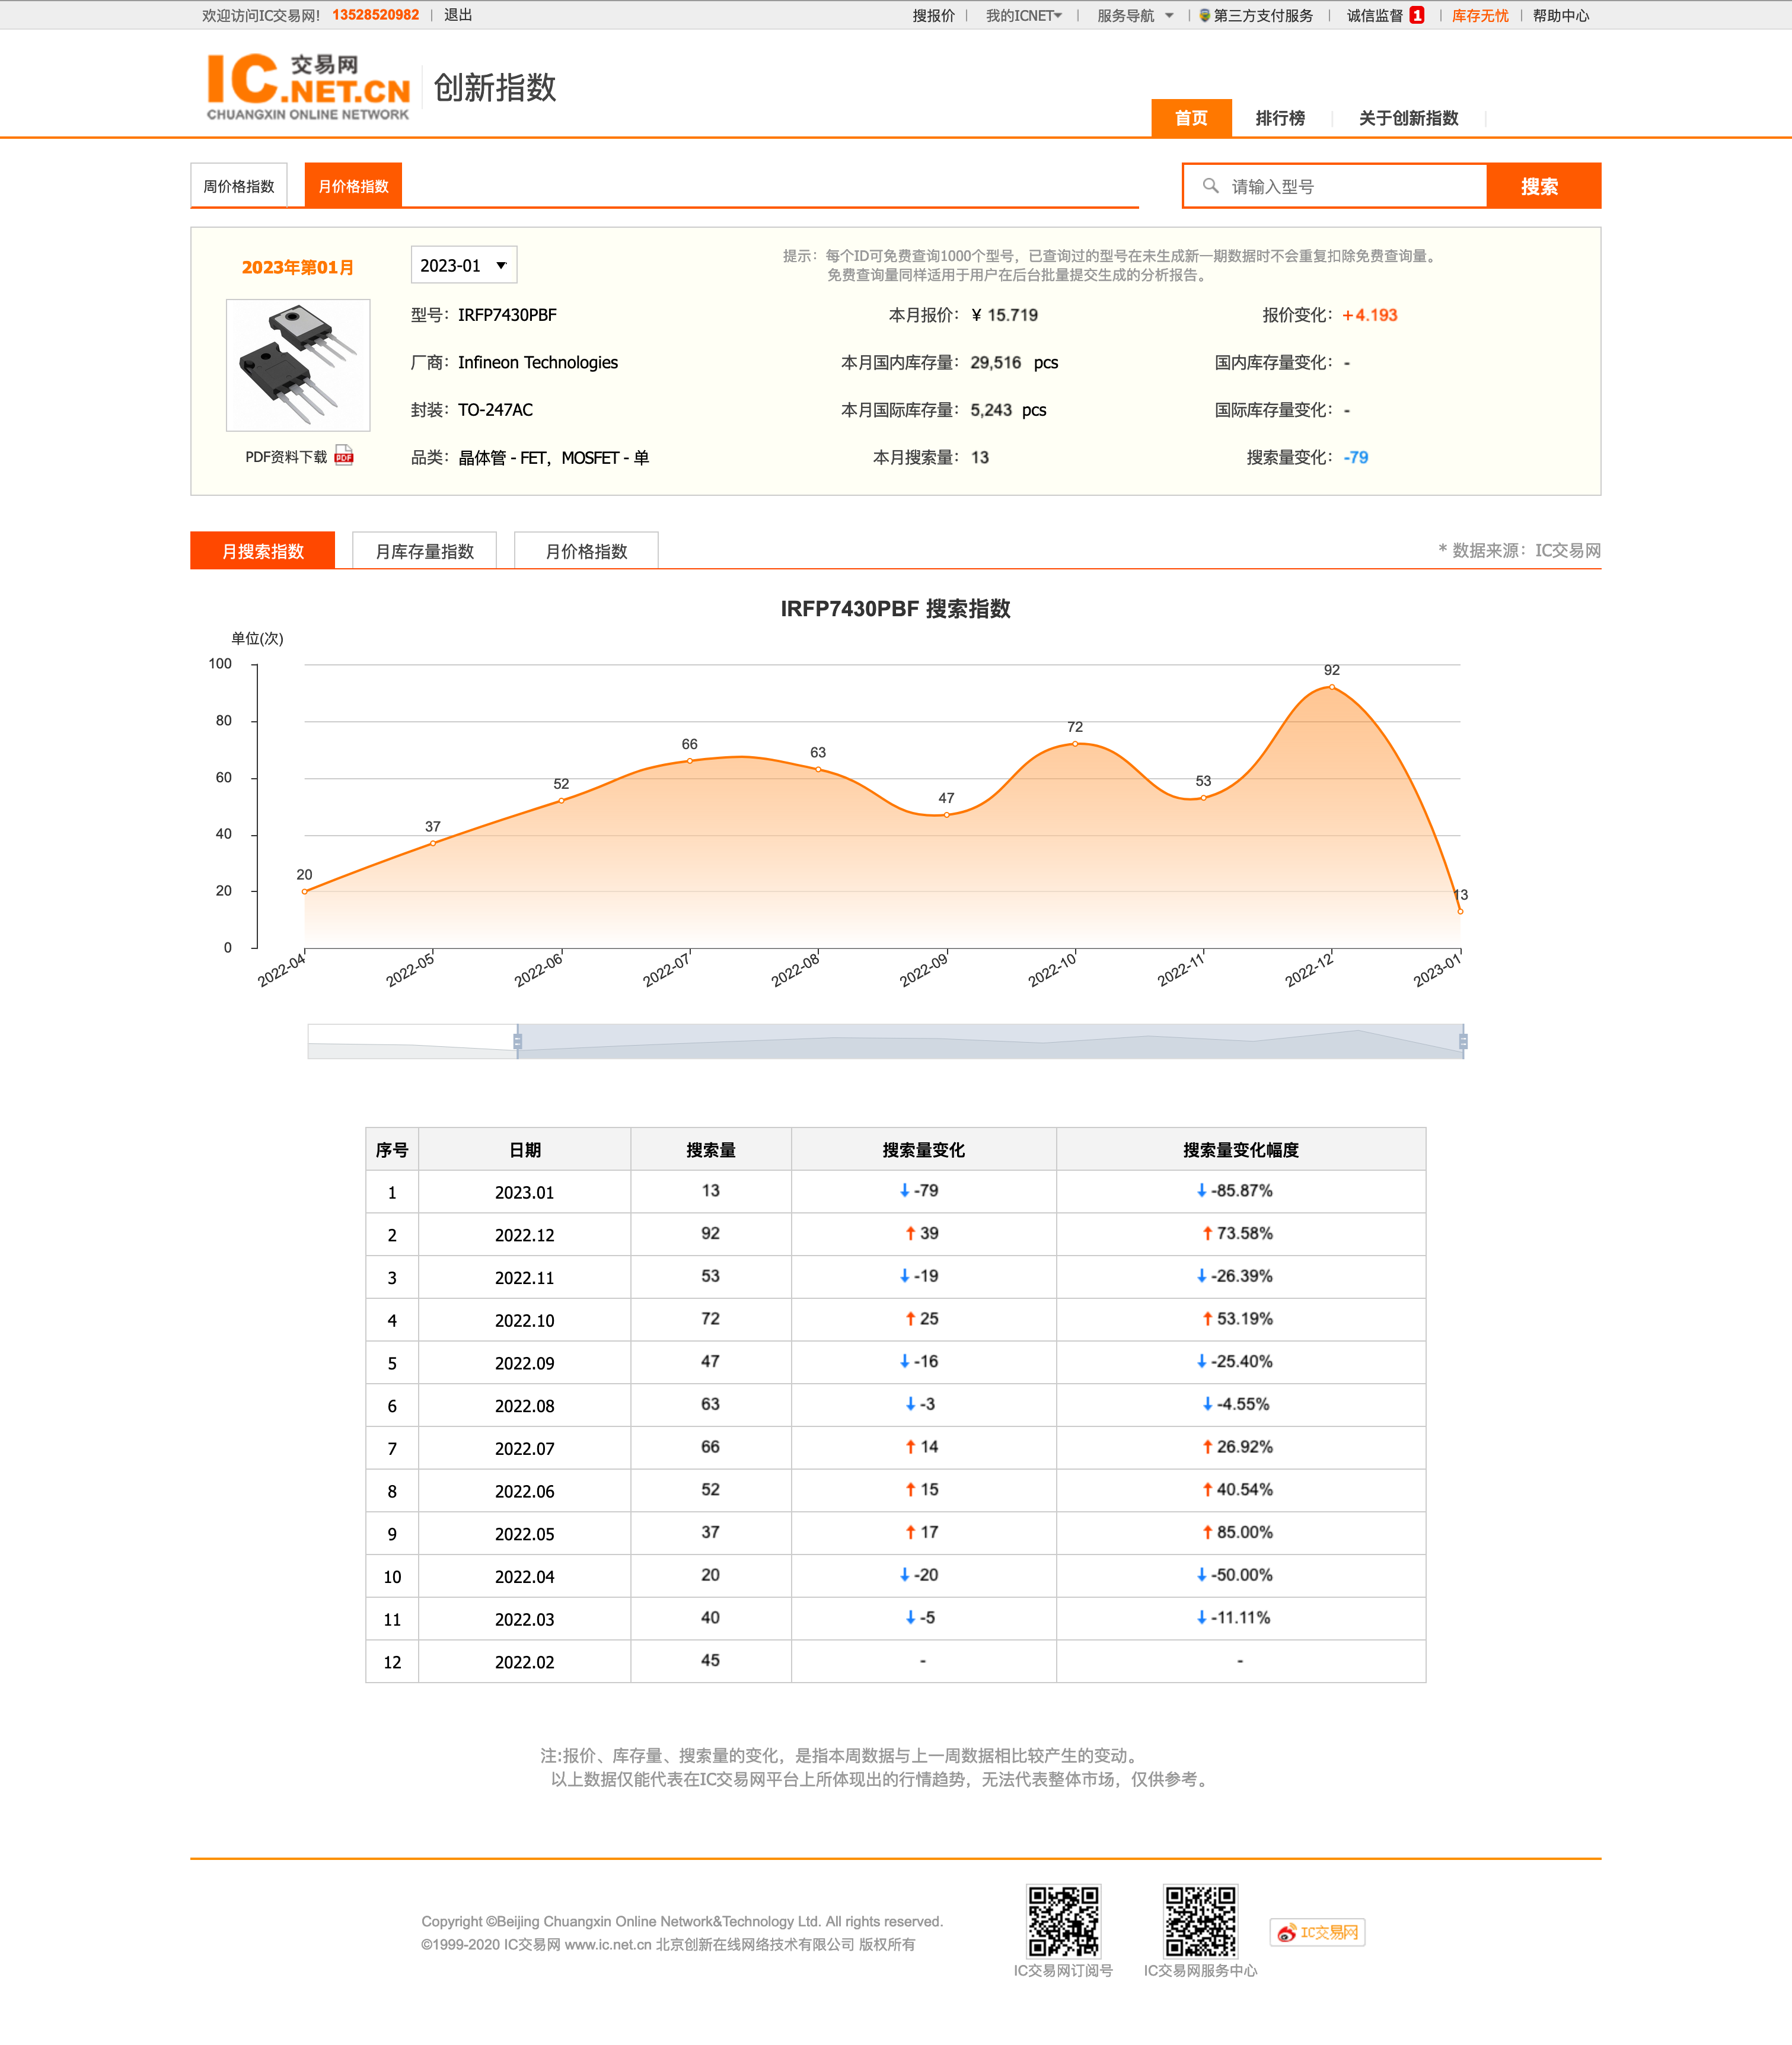 欢迎访问IC交易网! 13528520982 | 退出 搜报价 | 我的ICNET | 服务导航 | 第三方支付服务 | 诚信监督 1 | 库存无忧 | 帮助中心
IC 交易网 .NET.CN 创新指数
CHUANGXIN ONLINE NETWORK
首页 排行榜 关于创新指数
周价格指数 月价格指数 请输入型号 搜索
2023年第01月 2023-01 提示：每个ID可免费查询1000个型号，已查询过的型号在未生成新一期数据时不会重复扣除免费查询量。
免费查询量同样适用于用户在后台批量提交生成的分析报告。
型号：IRFP7430PBF 本月报价：¥ 15.719 报价变化：+4.193
厂商：Infineon Technologies 本月国内库存量：29,516 pcs 国内库存量变化：-
封装：TO-247AC 本月国际库存量：5,243 pcs 国际库存量变化：-
PDF资料下载 PDF 品类：晶体管 - FET，MOSFET - 单 本月搜索量：13 搜索量变化：-79
月搜索指数 月库存量指数 月价格指数 * 数据来源：IC交易网
IRFP7430PBF 搜索指数
单位(次)
100
80
60
40
20
0
20 37 52 66 63 47 72 53 92 13
2022-04 2022-05 2022-06 2022-07 2022-08 2022-09 2022-10 2022-11 2022-12 2023-01
序号 日期 搜索量 搜索量变化 搜索量变化幅度
1 2023.01 13 ↓ -79 ↓ -85.87%
2 2022.12 92 ↑ 39 ↑ 73.58%
3 2022.11 53 ↓ -19 ↓ -26.39%
4 2022.10 72 ↑ 25 ↑ 53.19%
5 2022.09 47 ↓ -16 ↓ -25.40%
6 2022.08 63 ↓ -3 ↓ -4.55%
7 2022.07 66 ↑ 14 ↑ 26.92%
8 2022.06 52 ↑ 15 ↑ 40.54%
9 2022.05 37 ↑ 17 ↑ 85.00%
10 2022.04 20 ↓ -20 ↓ -50.00%
11 2022.03 40 ↓ -5 ↓ -11.11%
12 2022.02 45 - -
注:报价、库存量、搜索量的变化，是指本周数据与上一周数据相比较产生的变动。
以上数据仅能代表在IC交易网平台上所体现出的行情趋势，无法代表整体市场，仅供参考。
Copyright ©Beijing Chuangxin Online Network&Technology Ltd. All rights reserved.
©1999-2020 IC交易网 www.ic.net.cn 北京创新在线网络技术有限公司 版权所有
IC交易网
IC交易网订阅号 IC交易网服务中心